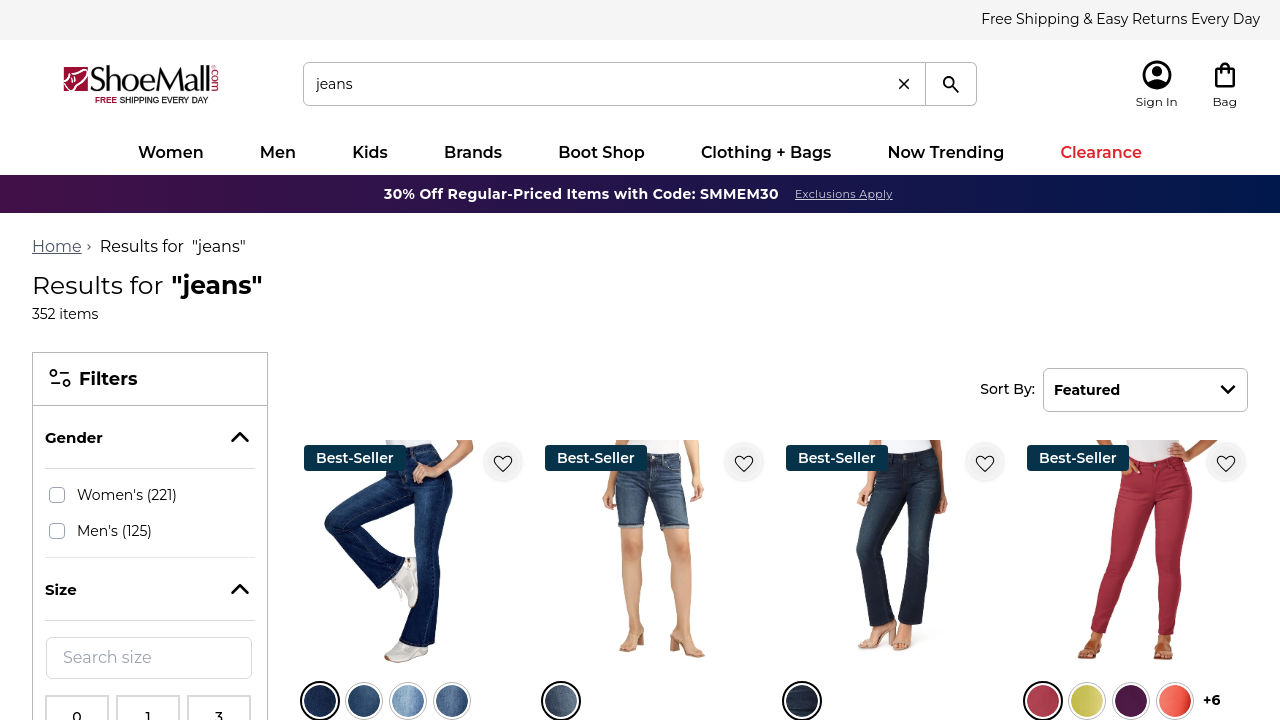 Free Shipping & Easy Returns Every Day
ShoeMall.com
FREE SHIPPING EVERY DAY
jeans
Sign In
Bag
Women Men Kids Brands Boot Shop Clothing + Bags Now Trending Clearance
30% Off Regular-Priced Items with Code: SMMEM30 Exclusions Apply
Home › Results for "jeans"
Results for "jeans"
352 items
Filters
Sort By: Featured
Gender
Women's (221)
Men's (125)
Size
Search size
0 1 3
Best-Seller Best-Seller Best-Seller Best-Seller
+6